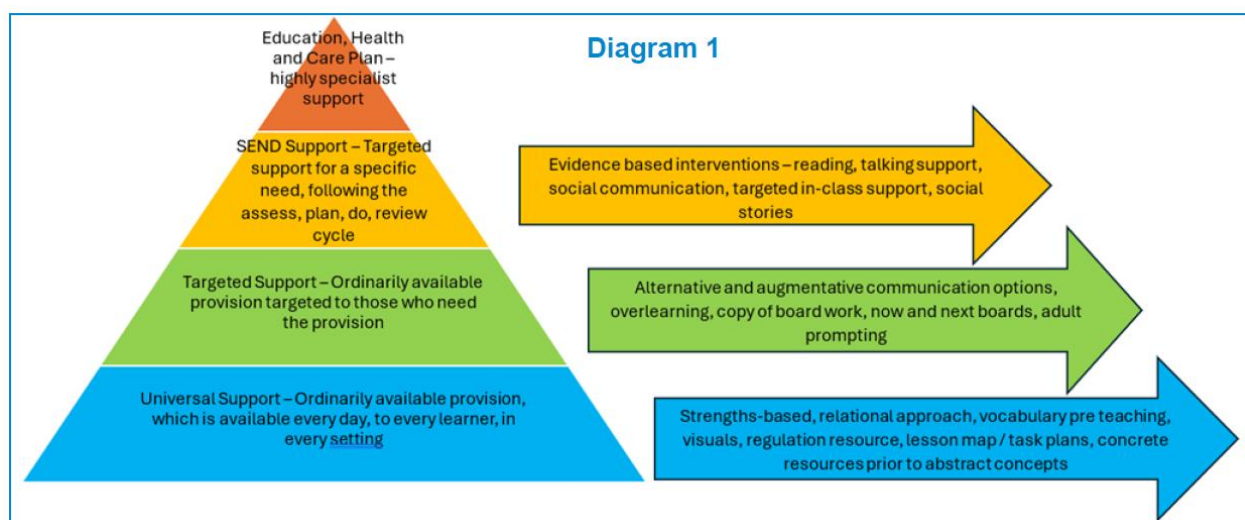 Diagram 1
Education, Health
and Care Plan –
highly specialist
support
SEND Support – Targeted
support for a specific
need, following the
assess, plan, do, review
cycle
Evidence based interventions – reading, talking support,
social communication, targeted in-class support, social
stories
Targeted Support – Ordinarily available
provision targeted to those who need
the provision
Alternative and augmentative communication options,
overlearning, copy of board work, now and next boards, adult
prompting
Universal Support – Ordinarily available provision,
which is available every day, to every learner, in
every setting
Strengths-based, relational approach, vocabulary pre teaching,
visuals, regulation resource, lesson map / task plans, concrete
resources prior to abstract concepts